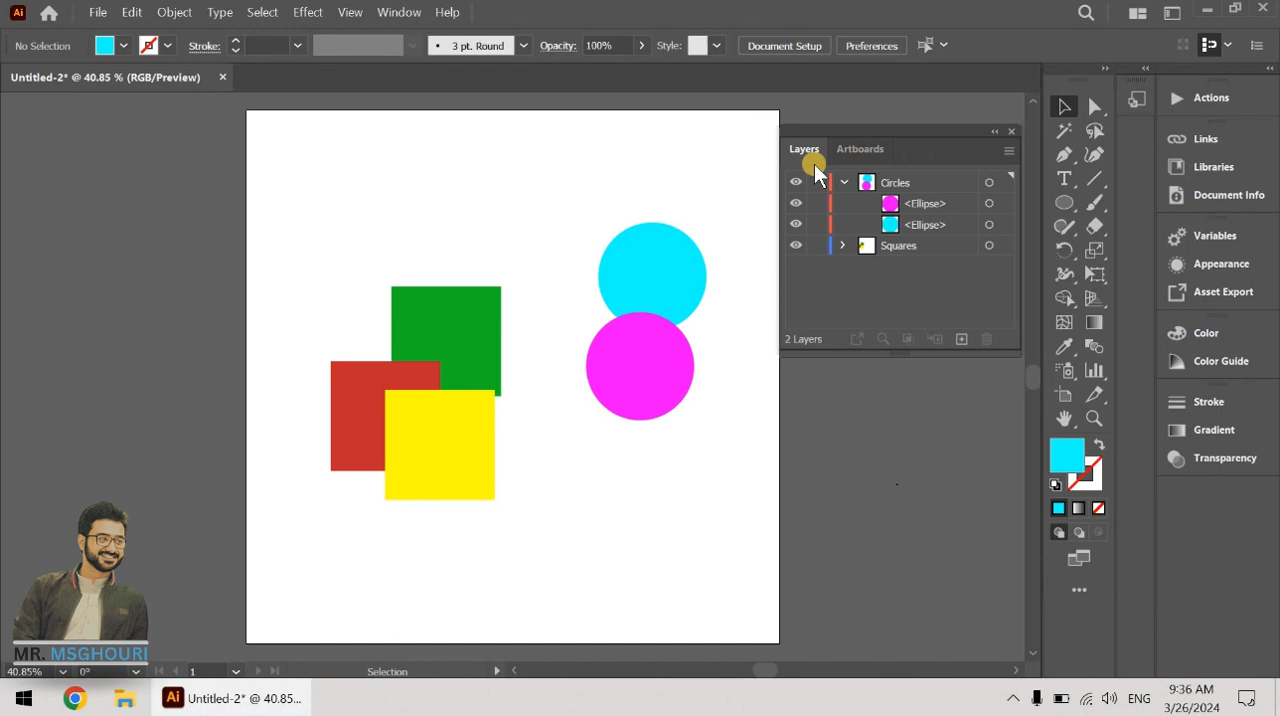 Ai File Edit Object Type Select Effect View Window Help
No Selection Stroke: 3 pt. Round Opacity: 100% Style: Document Setup Preferences
Untitled-2* @ 40.85 % (RGB/Preview)
Layers Artboards
Circles
<Ellipse>
<Ellipse>
Squares
2 Layers
Actions
Links
Libraries
Document Info
Variables
Appearance
Asset Export
Color
Color Guide
Stroke
Gradient
Transparency
MR. MSGHOURI
40.85% 0° 1 Selection
Ai Untitled-2* @ 40.85... ENG 9:36 AM
3/26/2024